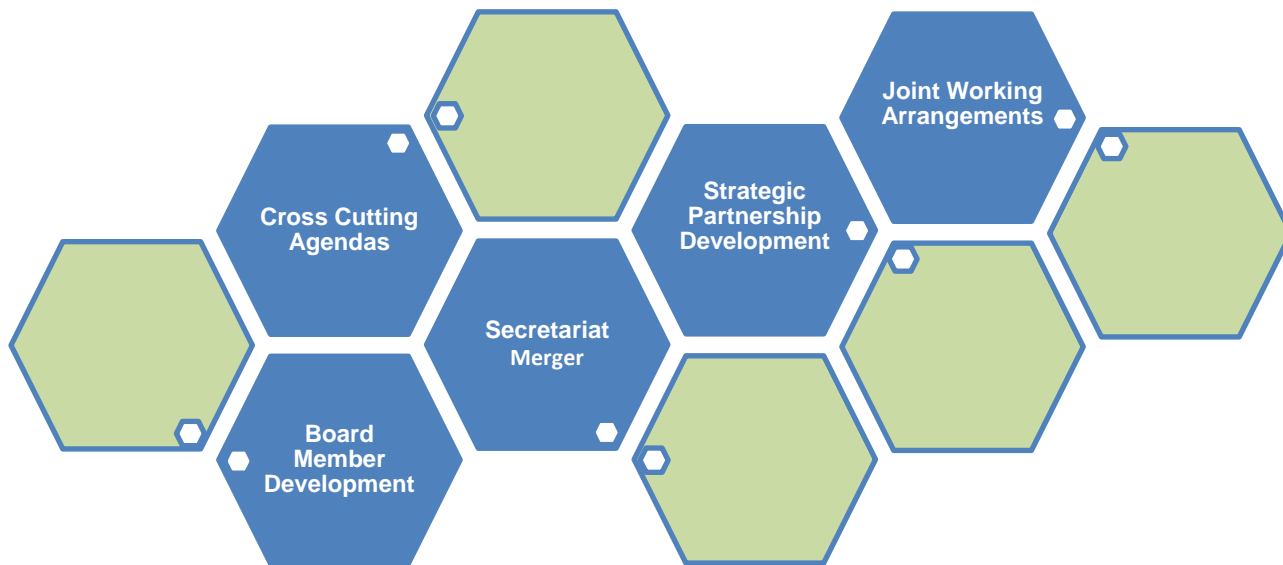 Cross Cutting
Agendas
Board
Member
Development
Secretariat
Merger
Strategic
Partnership
Development
Joint Working
Arrangements